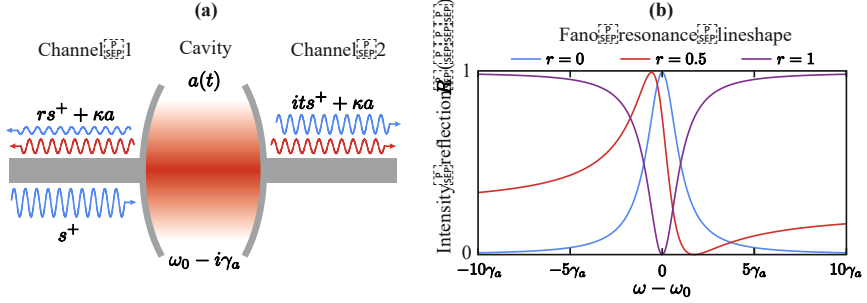 (a)
Channel 1
Cavity
Channel 2
a(t)
rs⁺ + κa
its⁺ + κa
s⁺
ω₀ − iγₐ
(b)
Fano resonance lineshape
r = 0
r = 0.5
r = 1
Intensity reflection, R
1
0
−10γₐ
−5γₐ
0
5γₐ
10γₐ
ω − ω₀